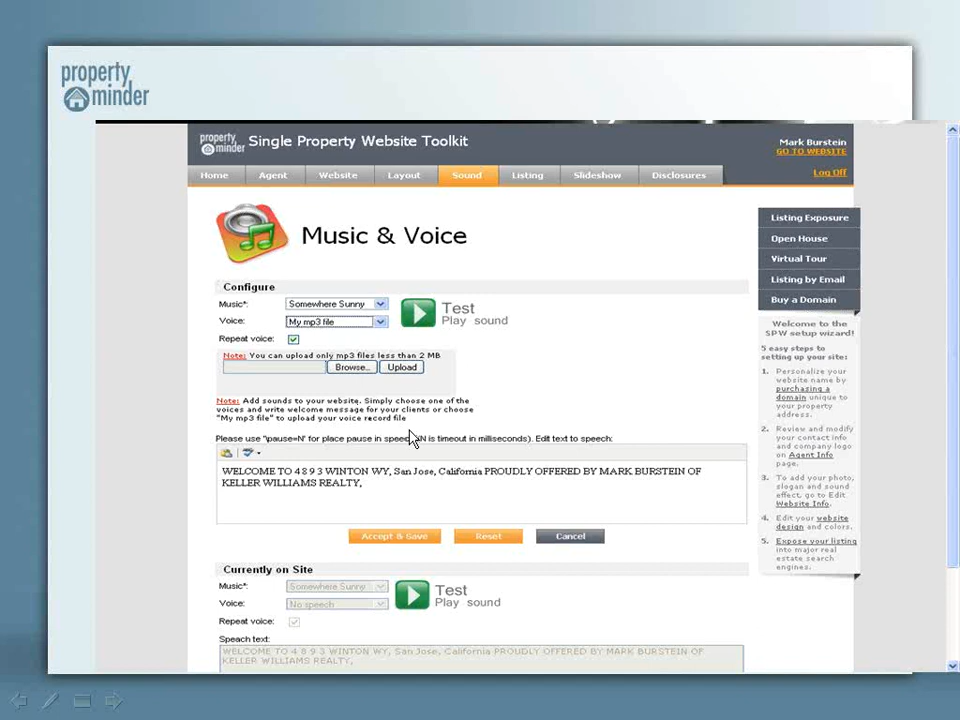 property
minder
property
minder
Single Property Website Toolkit
Mark Burstein
GO TO WEBSITE
Log Off
Home Agent Website Layout Sound Listing Slideshow Disclosures
Music & Voice
Listing Exposure
Open House
Virtual Tour
Listing by Email
Buy a Domain
Configure
Music*: Somewhere Sunny
Voice: My mp3 file
Test
Play sound
Repeat voice:
Note: You can upload only mp3 files less than 2 MB
Browse... Upload
Note: Add sounds to your website. Simply choose one of the
voices and write welcome message for your clients or choose
"My mp3 file" to upload your voice record file
Please use '\pause=N' for place pause in speech (N is timeout in milliseconds). Edit text to speech:
WELCOME TO 4 8 9 3 WINTON WY, San Jose, California PROUDLY OFFERED BY MARK BURSTEIN OF
KELLER WILLIAMS REALTY,
Accept & Save Reset Cancel
Currently on Site
Music*: Somewhere Sunny
Voice: No speech
Test
Play sound
Repeat voice:
Speach text:
WELCOME TO 4 8 9 3 WINTON WY, San Jose, California PROUDLY OFFERED BY MARK BURSTEIN OF
KELLER WILLIAMS REALTY,
Welcome to the
SPW setup wizard!
5 easy steps to
setting up your site:
1. Personalize your
website name by
purchasing a
domain unique to
your property
address.
2. Review and modify
your contact info
and company logo
on Agent Info
page.
3. To add your photo,
slogan and sound
effect, go to Edit
Website Info.
4. Edit your website
design and colors.
5. Expose your listing
into major real
estate search
engines.